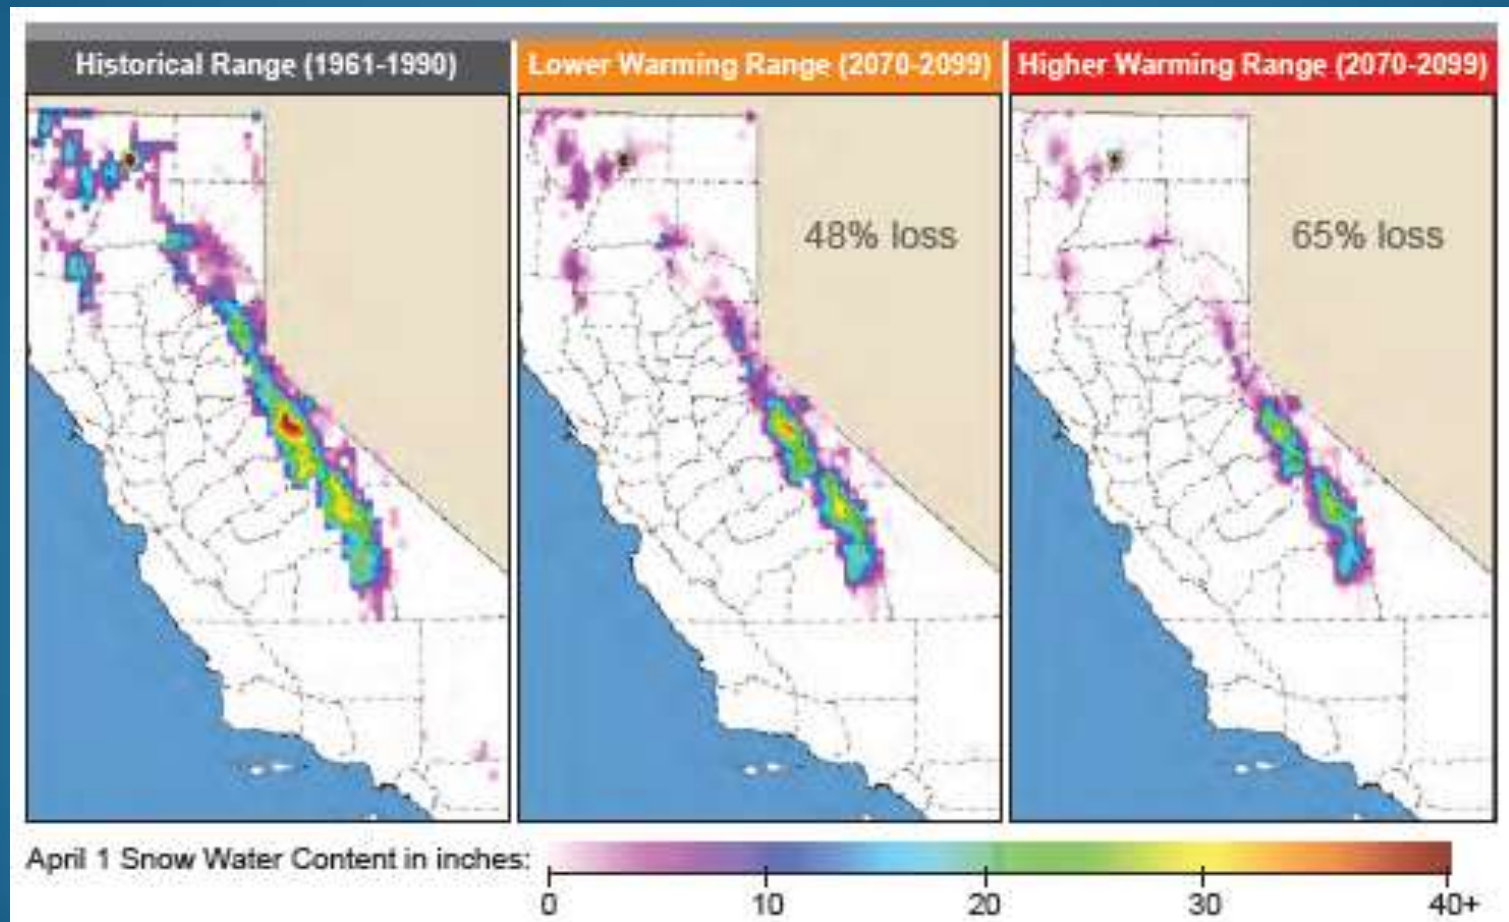 Historical Range (1961-1990)
Lower Warming Range (2070-2099)
Higher Warming Range (2070-2099)
48% loss
65% loss
April 1 Snow Water Content in inches:
0 10 20 30 40+